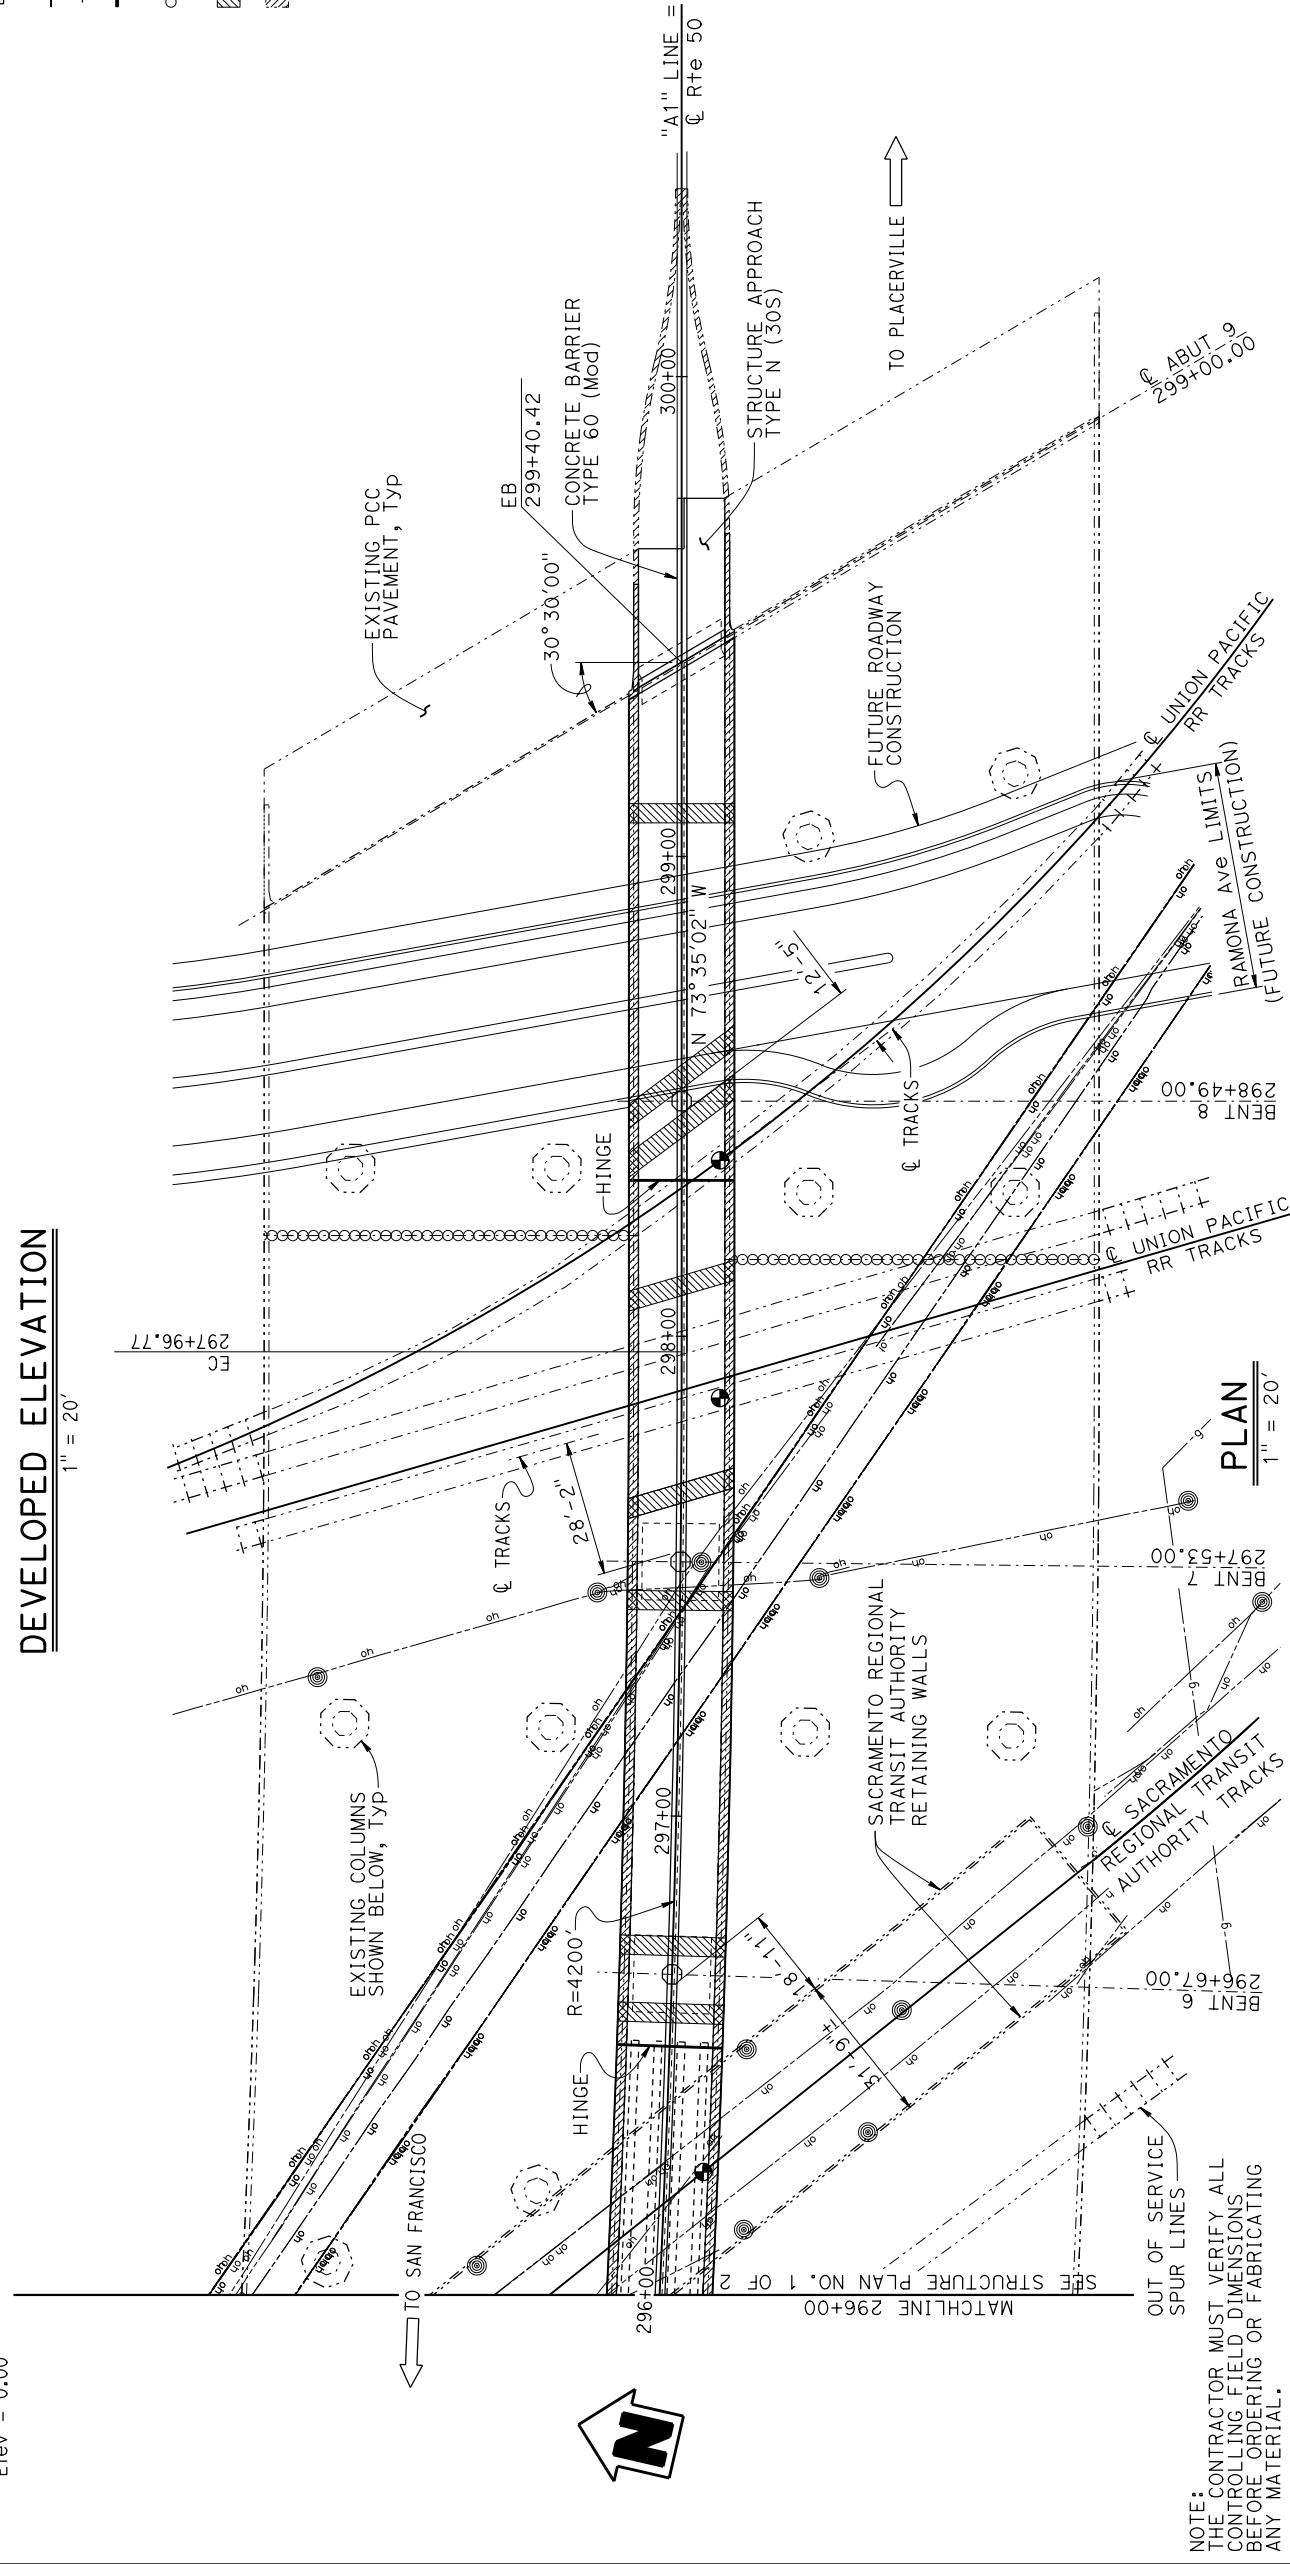 DEVELOPED ELEVATION
1" = 20'
"A1" LINE =
℄ Rte 50
EXISTING PCC
PAVEMENT, Typ
EB
299+40.42
CONCRETE BARRIER
TYPE 60 (Mod)
STRUCTURE APPROACH
TYPE N (30S)
TO PLACERVILLE
30°30'00"
300+00
℄ ABUT 9
299+00.00
FUTURE ROADWAY
CONSTRUCTION
℄ UNION PACIFIC
RR TRACKS
RAMONA Ave LIMITS
(FUTURE CONSTRUCTION)
299+00
N 73°35'02" W
12'-5"
℄ TRACKS
HINGE
BENT 8
298+49.00
℄ UNION PACIFIC
RR TRACKS
EC
297+96.77
298+00
℄ TRACKS
28'-2"
BENT 7
297+53.00
PLAN
1" = 20'
EXISTING COLUMNS
SHOWN BELOW, Typ
297+00
R=4200'
SACRAMENTO REGIONAL
TRANSIT AUTHORITY
RETAINING WALLS
℄ SACRAMENTO
REGIONAL TRANSIT
AUTHORITY TRACKS
18'-11"
31'-9"±
BENT 6
296+67.00
HINGE
TO SAN FRANCISCO
296+00
MATCHLINE 296+00
SEE STRUCTURE PLAN NO. 1 OF 2
OUT OF SERVICE
SPUR LINES
N
NOTE:
THE CONTRACTOR MUST VERIFY ALL
CONTROLLING FIELD DIMENSIONS
BEFORE ORDERING OR FABRICATING
ANY MATERIAL.